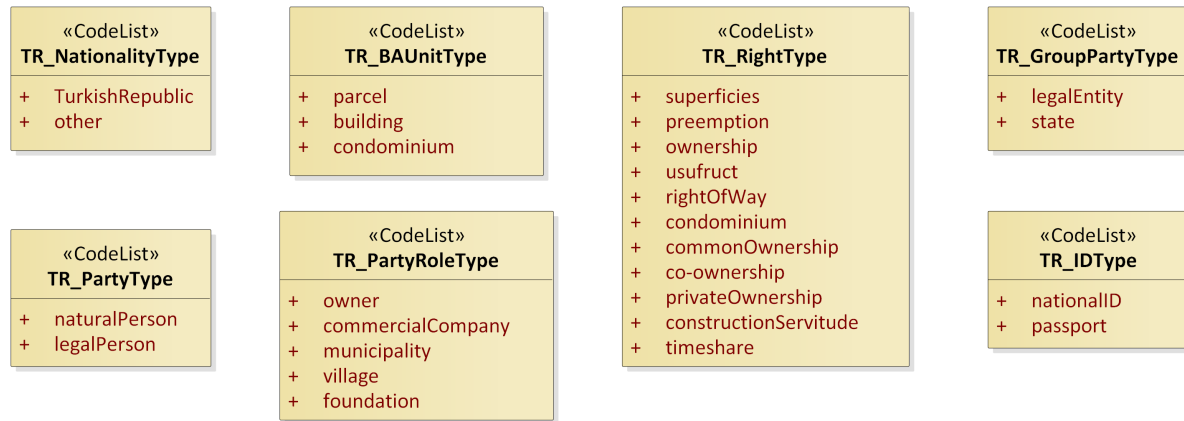 «CodeList»
TR_NationalityType
+ TurkishRepublic
+ other
«CodeList»
TR_BAUnitType
+ parcel
+ building
+ condominium
«CodeList»
TR_RightType
+ superficies
+ preemption
+ ownership
+ usufruct
+ rightOfWay
+ condominium
+ commonOwnership
+ co-ownership
+ privateOwnership
+ constructionServitude
+ timeshare
«CodeList»
TR_GroupPartyType
+ legalEntity
+ state
«CodeList»
TR_PartyType
+ naturalPerson
+ legalPerson
«CodeList»
TR_PartyRoleType
+ owner
+ commercialCompany
+ municipality
+ village
+ foundation
«CodeList»
TR_IDType
+ nationalID
+ passport